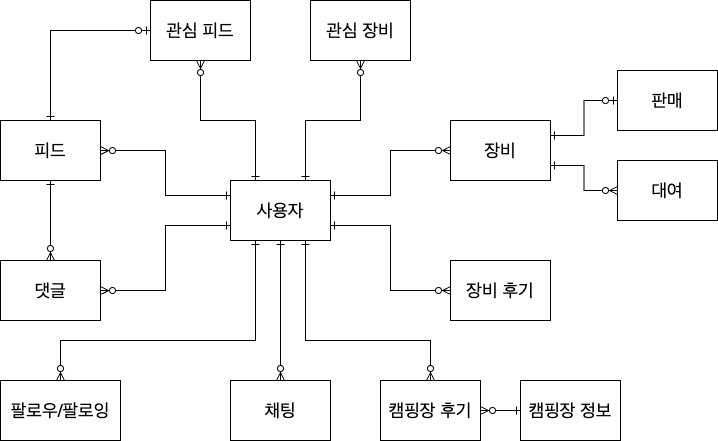 관심 피드
관심 장비
판매
피드
장비
대여
사용자
댓글
장비 후기
팔로우/팔로잉
채팅
캠핑장 후기
캠핑장 정보